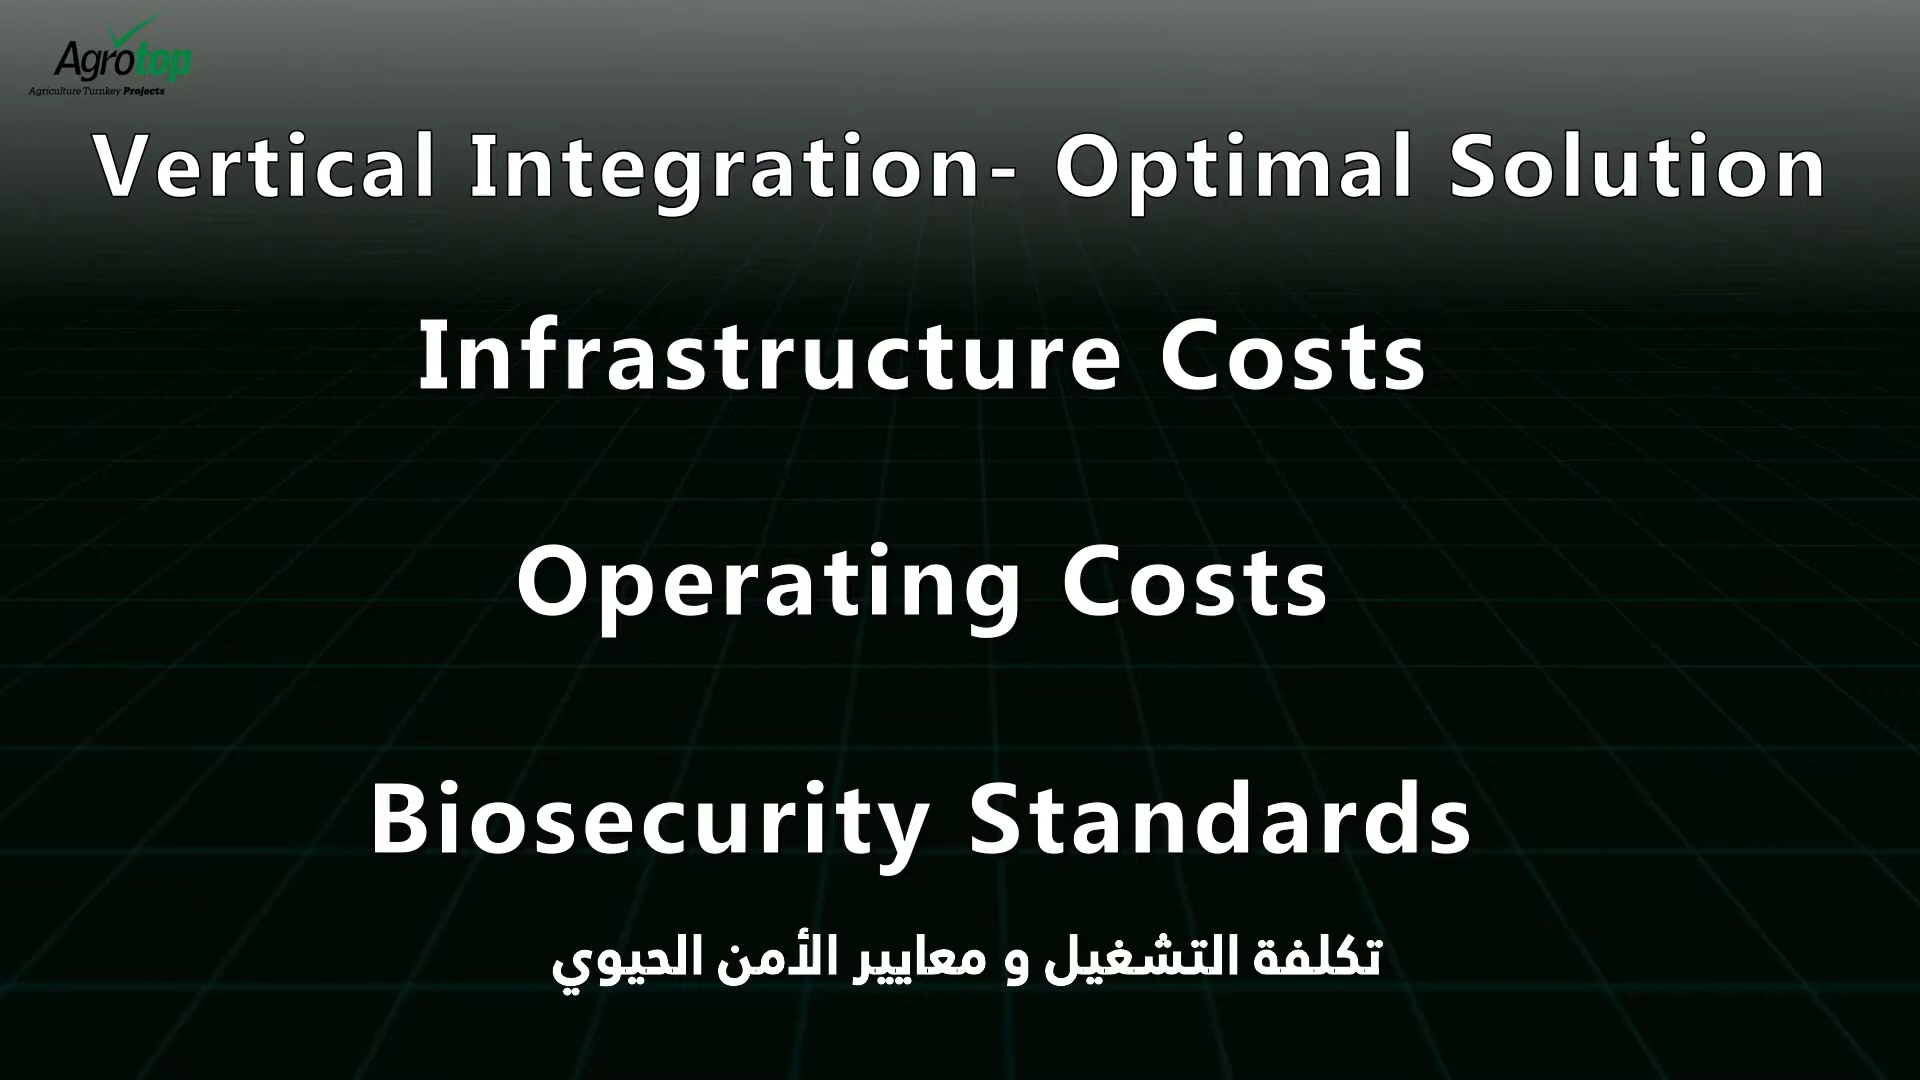 Agrotop
Agriculture Turnkey Projects
Vertical Integration- Optimal Solution
Infrastructure Costs
Operating Costs
Biosecurity Standards
تكلفة التشغيل و معايير الأمن الحيوي